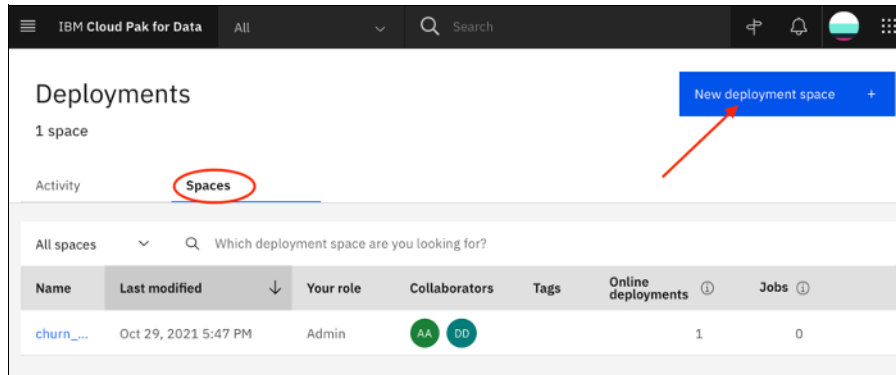 IBM Cloud Pak for Data All Search
Deployments
New deployment space +
1 space
Activity Spaces
All spaces Which deployment space are you looking for?
Name Last modified Your role Collaborators Tags Online deployments Jobs
churn_... Oct 29, 2021 5:47 PM Admin AA DD 1 0